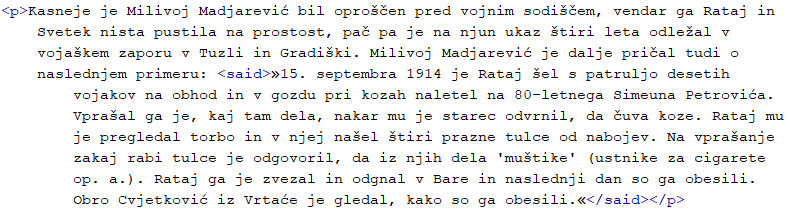 <p>Kasneje je Milivoj Madjarević bil oproščen pred vojnim sodiščem, vendar ga Rataj in
Svetek nista pustila na prostost, pač pa je na njun ukaz štiri leta odležal v
vojaškem zaporu v Tuzli in Gradiški. Milivoj Madjarević je dalje pričal tudi o
naslednjem primeru: <said>»15. septembra 1914 je Rataj šel s patruljo desetih
vojakov na obhod in v gozdu pri kozah naletel na 80-letnega Simeuna Petrovića.
Vprašal ga je, kaj tam dela, nakar mu je starec odvrnil, da čuva koze. Rataj mu
je pregledal torbo in v njej našel štiri prazne tulce od nabojev. Na vprašanje
zakaj rabi tulce je odgovoril, da iz njih dela 'muštike' (ustnike za cigarete
op. a.). Rataj ga je zvezal in odgnal v Bare in naslednji dan so ga obesili.
Obro Cvjetković iz Vrtaće je gledal, kako so ga obesili.«</said></p>